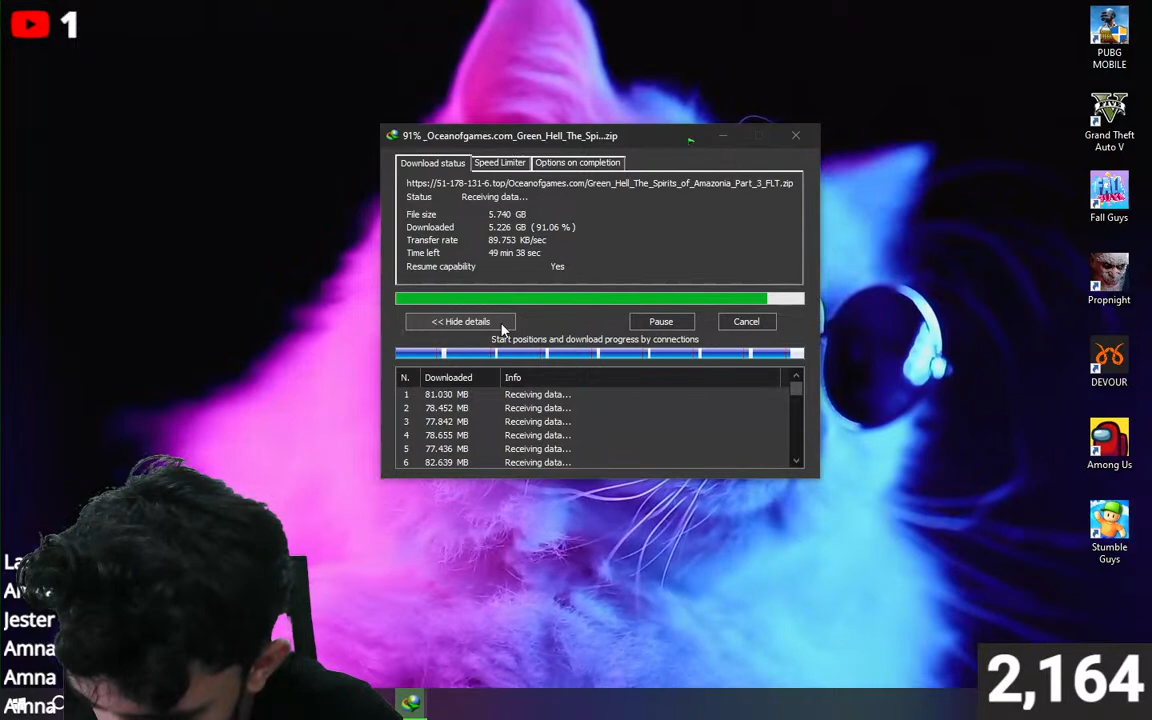 1
91% _Oceanofgames.com_Green_Hell_The_Spi...zip
Download status
Speed Limiter
Options on completion
https://51-178-131-6.top/Oceanofgames.com/Green_Hell_The_Spirits_of_Amazonia_Part_3_FLT.zip
Status Receiving data...
File size 5.740 GB
Downloaded 5.226 GB ( 91.06 % )
Transfer rate 89.753 KB/sec
Time left 49 min 38 sec
Resume capability Yes
<< Hide details
Pause
Cancel
Start positions and download progress by connections
N. Downloaded Info
1 81.030 MB Receiving data...
2 78.452 MB Receiving data...
3 77.842 MB Receiving data...
4 78.655 MB Receiving data...
5 77.436 MB Receiving data...
6 82.639 MB Receiving data...
PUBG
MOBILE
Grand Theft
Auto V
Fall Guys
Propnight
DEVOUR
Among Us
Stumble
Guys
Jester
Amna
Amna
Amna
2,164